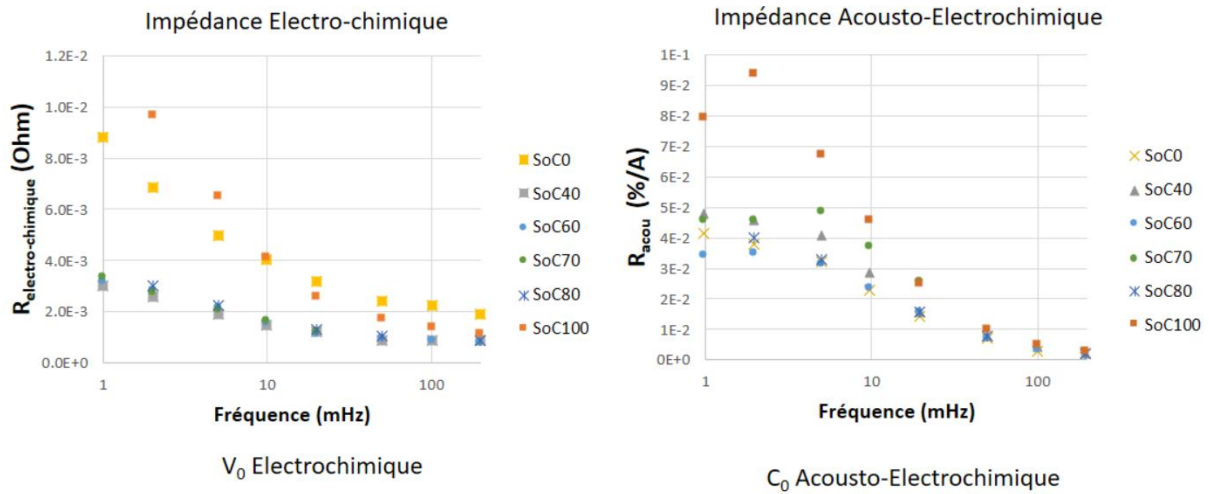 Impédance Electro-chimique
1.2E-2
1.0E-2
8.0E-3
6.0E-3
4.0E-3
2.0E-3
0.0E+0
R electro-chimique (Ohm)
1 10 100
Fréquence (mHz)
SoC0
SoC40
SoC60
SoC70
SoC80
SoC100
V0 Electrochimique
Impédance Acousto-Electrochimique
1E-1
9E-2
8E-2
7E-2
6E-2
5E-2
4E-2
3E-2
2E-2
1E-2
0E+0
R acou (%/A)
1 10 100
Fréquence (mHz)
SoC0
SoC40
SoC60
SoC70
SoC80
SoC100
C0 Acousto-Electrochimique